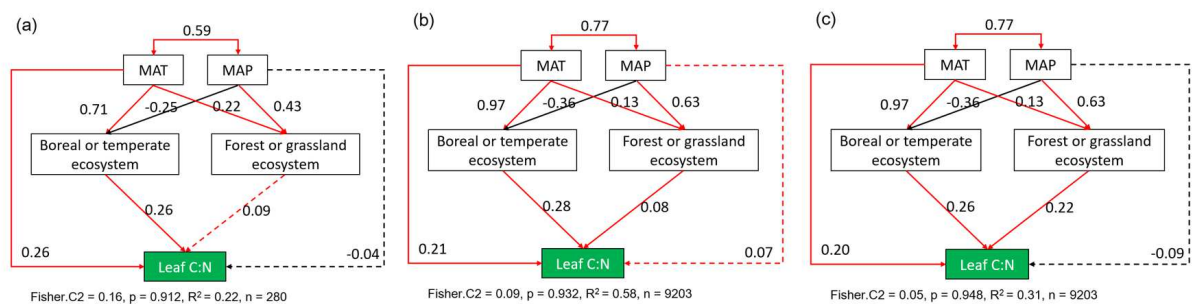 (a)
0.59
MAT
MAP
0.71
-0.25
0.22
0.43
Boreal or temperate
ecosystem
Forest or grassland
ecosystem
0.26
0.09
0.26
-0.04
Leaf C:N
Fisher.C2 = 0.16, p = 0.912, R² = 0.22, n = 280
(b)
0.77
MAT
MAP
0.97
-0.36
0.13
0.63
Boreal or temperate
ecosystem
Forest or grassland
ecosystem
0.28
0.08
0.21
0.07
Leaf C:N
Fisher.C2 = 0.09, p = 0.932, R² = 0.58, n = 9203
(c)
0.77
MAT
MAP
0.97
-0.36
0.13
0.63
Boreal or temperate
ecosystem
Forest or grassland
ecosystem
0.26
0.22
0.20
-0.09
Leaf C:N
Fisher.C2 = 0.05, p = 0.948, R² = 0.31, n = 9203